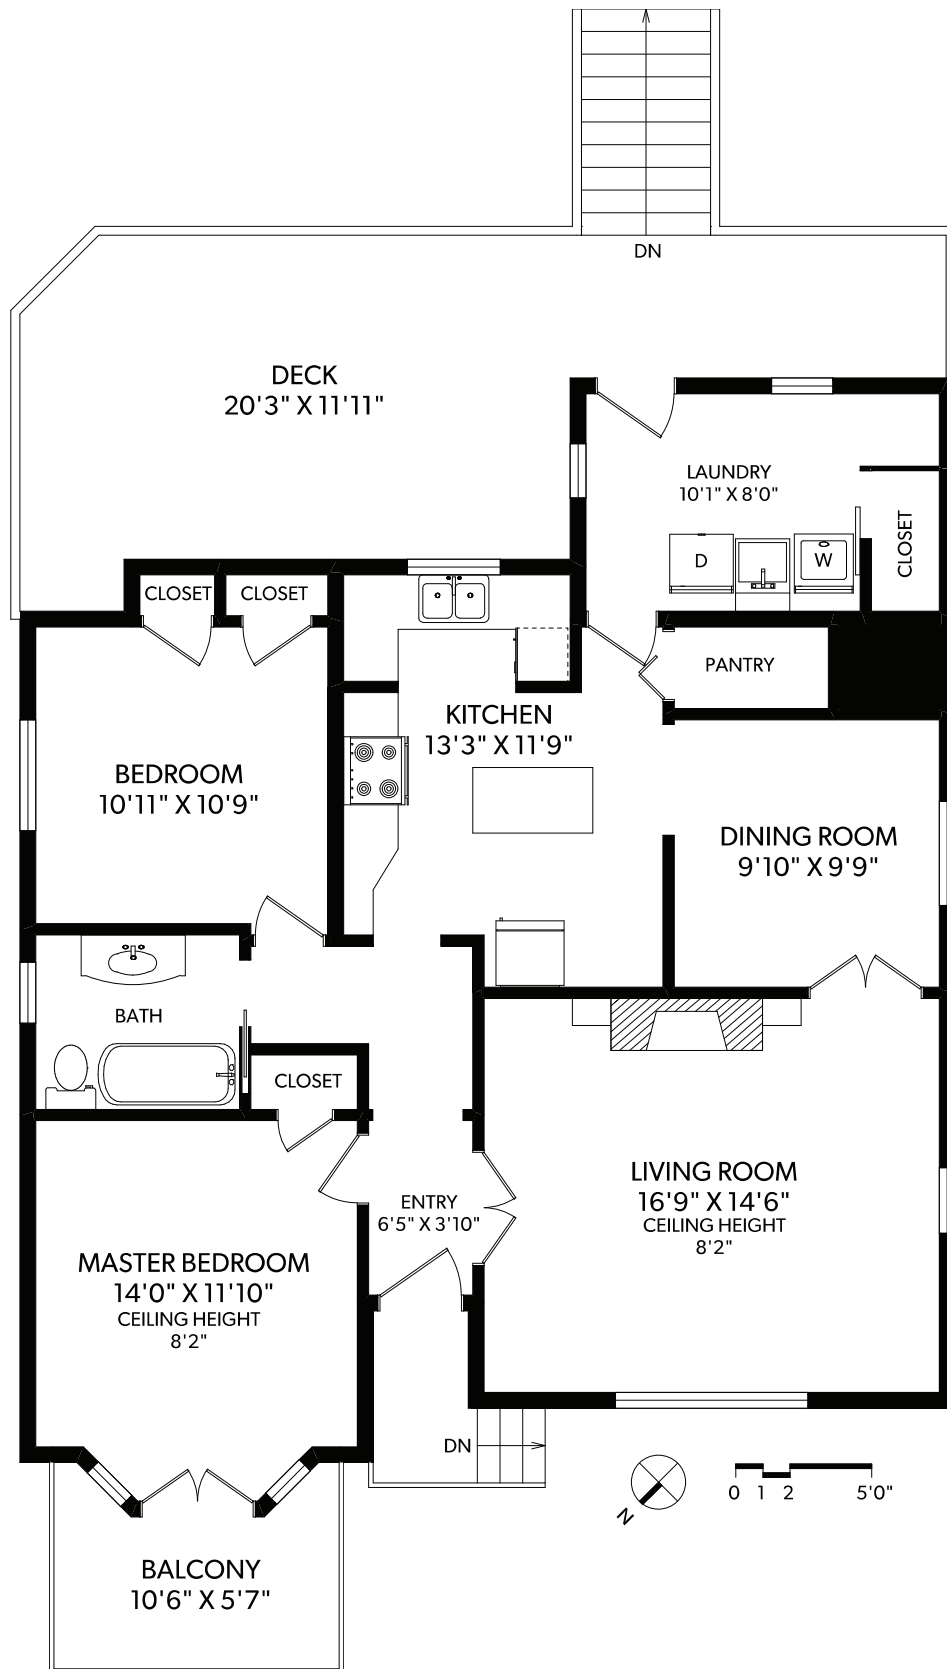 DN
DECK
20'3" X 11'11"
LAUNDRY
10'1" X 8'0"
CLOSET
D
W
CLOSET
CLOSET
PANTRY
KITCHEN
13'3" X 11'9"
BEDROOM
10'11" X 10'9"
DINING ROOM
9'10" X 9'9"
BATH
CLOSET
LIVING ROOM
16'9" X 14'6"
CEILING HEIGHT
8'2"
ENTRY
6'5" X 3'10"
MASTER BEDROOM
14'0" X 11'10"
CEILING HEIGHT
8'2"
DN
N
0 1 2 5'0"
BALCONY
10'6" X 5'7"